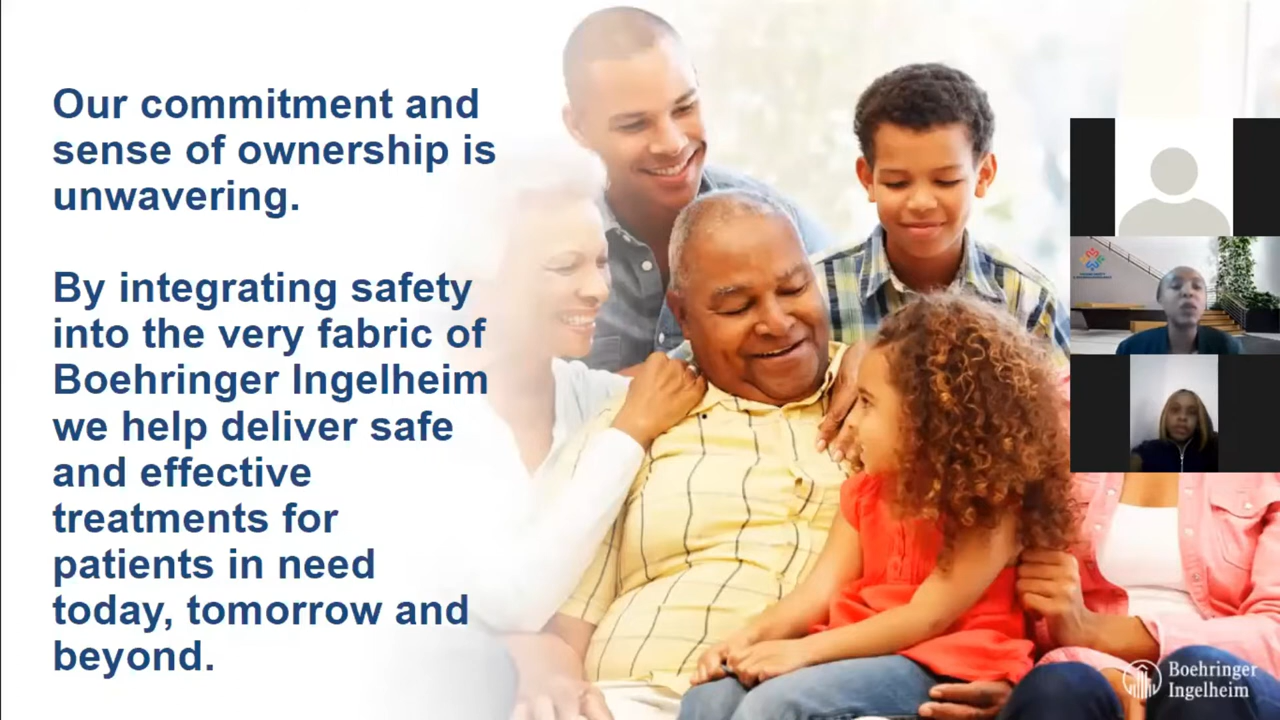 Our commitment and
sense of ownership is
unwavering.
By integrating safety
into the very fabric of
Boehringer Ingelheim
we help deliver safe
and effective
treatments for
patients in need
today, tomorrow and
beyond.
Boehringer
Ingelheim